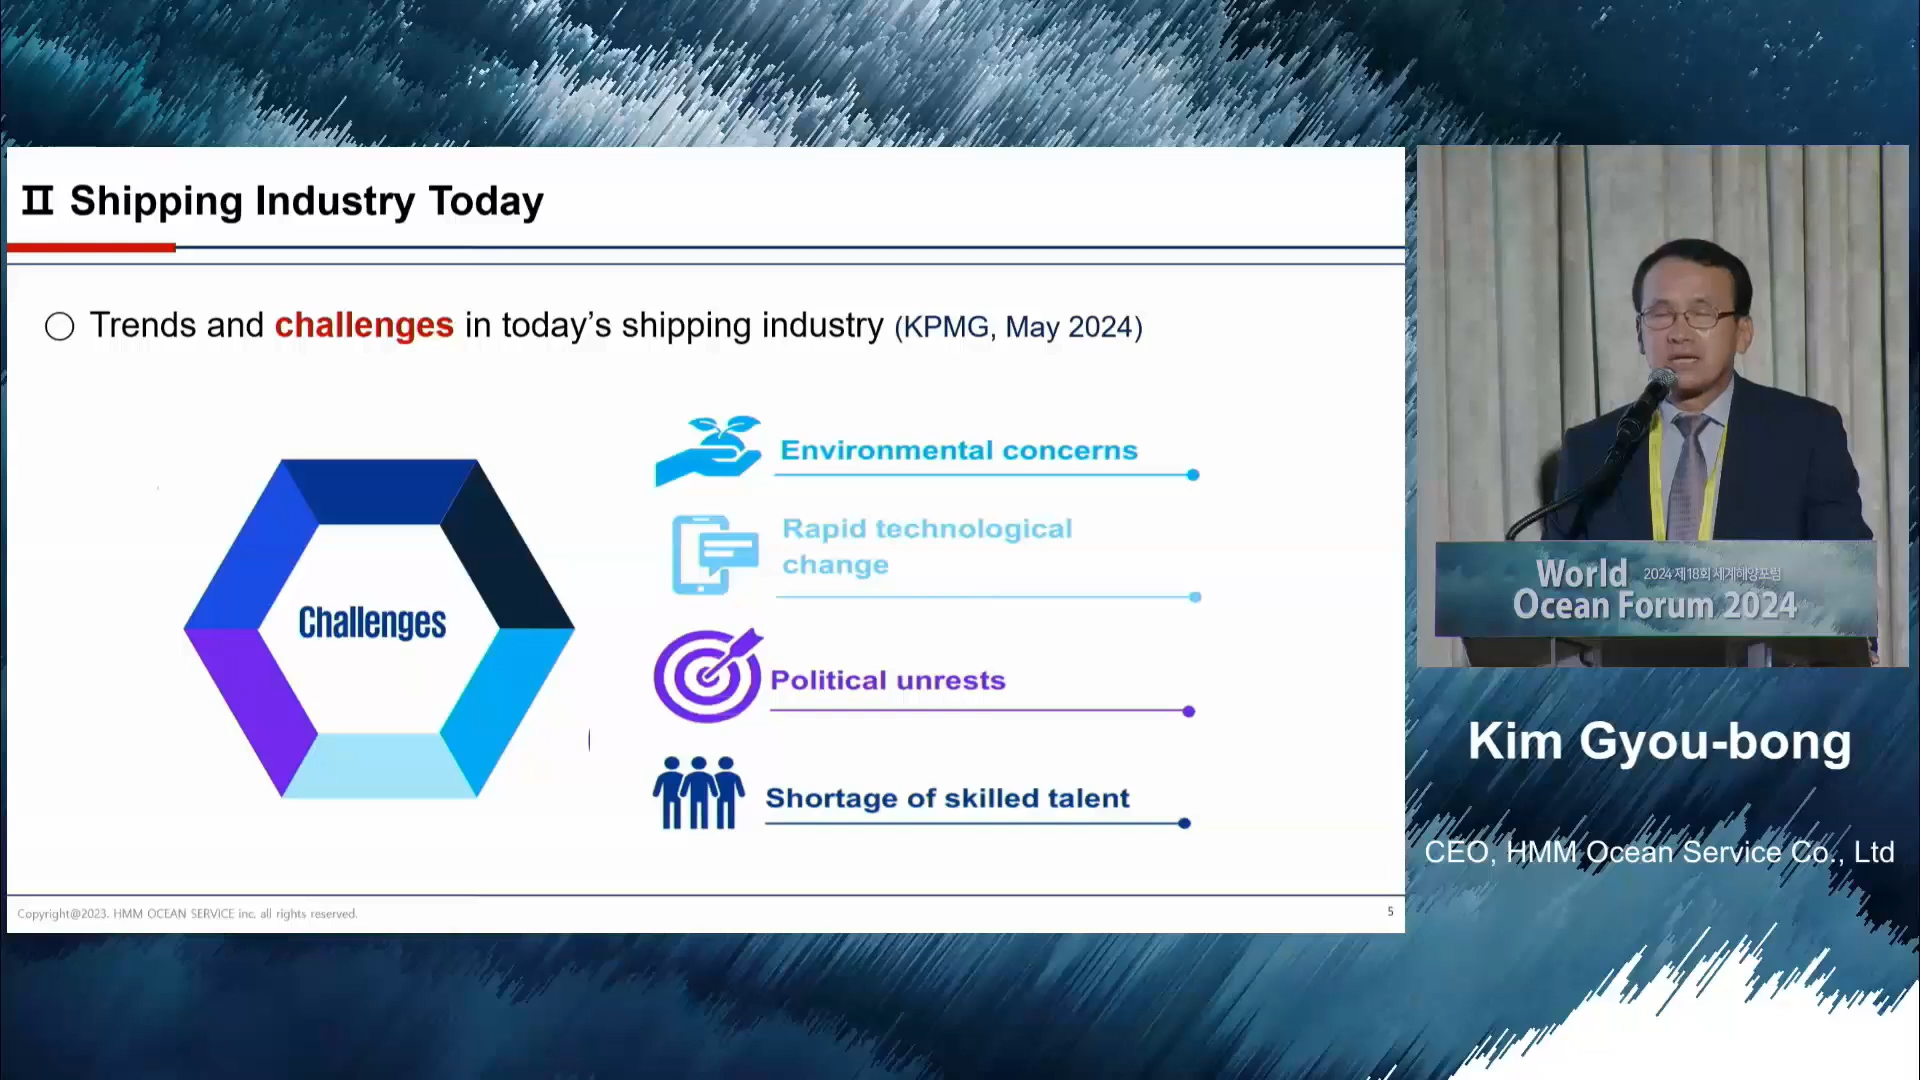 Ⅱ Shipping Industry Today
○ Trends and challenges in today’s shipping industry (KPMG, May 2024)
Challenges
Environmental concerns
Rapid technological
change
Political unrests
Shortage of skilled talent
Copyright@2023. HMM OCEAN SERVICE inc. all rights reserved.
5
World 2024 제18회 세계해양포럼
Ocean Forum 2024
Kim Gyou-bong
CEO, HMM Ocean Service Co., Ltd